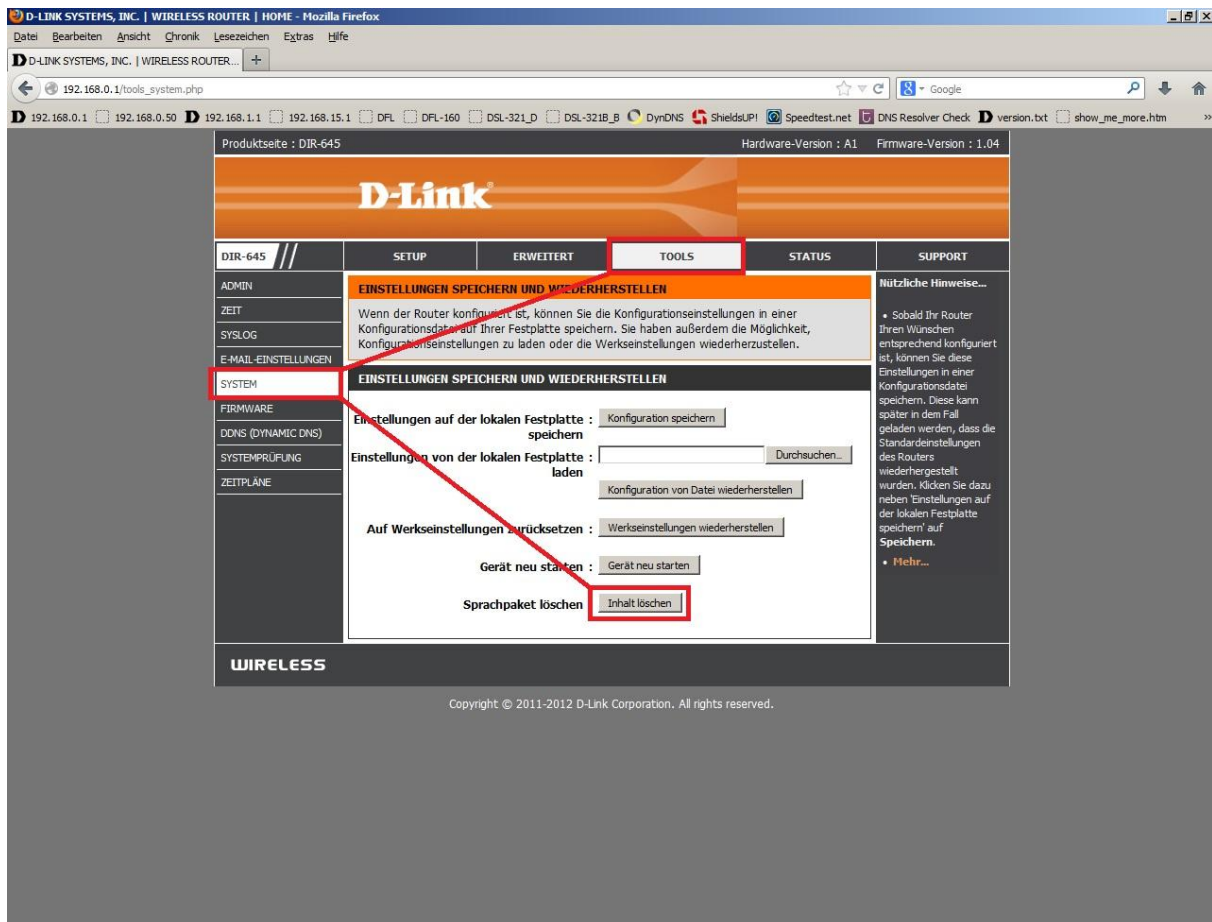 D-LINK SYSTEMS, INC. | WIRELESS ROUTER | HOME - Mozilla Firefox
Datei Bearbeiten Ansicht Chronik Lesezeichen Extras Hilfe
D-LINK SYSTEMS, INC. | WIRELESS ROUTER... +
192.168.0.1/tools_system.php
Google
192.168.0.1 192.168.0.50 192.168.1.1 192.168.15.1 DFL DFL-160 DSL-321_D DSL-321B_B DynDNS ShieldsUP! Speedtest.net DNS Resolver Check version.txt show_me_more.htm »
Produktseite : DIR-645 Hardware-Version : A1 Firmware-Version : 1.04
D-Link
DIR-645 // SETUP ERWEITERT TOOLS STATUS SUPPORT
ADMIN
ZEIT
SYSLOG
E-MAIL-EINSTELLUNGEN
SYSTEM
FIRMWARE
DDNS (DYNAMIC DNS)
SYSTEMPRÜFUNG
ZEITPLÄNE
EINSTELLUNGEN SPEICHERN UND WIEDERHERSTELLEN
Wenn der Router konfiguriert ist, können Sie die Konfigurationseinstellungen in einer
Konfigurationsdatei auf Ihrer Festplatte speichern. Sie haben außerdem die Möglichkeit,
Konfigurationseinstellungen zu laden oder die Werkseinstellungen wiederherzustellen.
EINSTELLUNGEN SPEICHERN UND WIEDERHERSTELLEN
Einstellungen auf der lokalen Festplatte : Konfiguration speichern
speichern
Einstellungen von der lokalen Festplatte : Durchsuchen...
laden
Konfiguration von Datei wiederherstellen
Auf Werkseinstellungen zurücksetzen : Werkseinstellungen wiederherstellen
Gerät neu starten : Gerät neu starten
Sprachpaket löschen Inhalt löschen
Nützliche Hinweise...
• Sobald Ihr Router
Ihren Wünschen
entsprechend konfiguriert
ist, können Sie diese
Einstellungen in einer
Konfigurationsdatei
speichern. Diese kann
später in dem Fall
geladen werden, dass die
Standardeinstellungen
des Routers
wiederhergestellt
wurden. Klicken Sie dazu
neben 'Einstellungen auf
der lokalen Festplatte
speichern' auf
Speichern.
• Mehr...
WIRELESS
Copyright © 2011-2012 D-Link Corporation. All rights reserved.